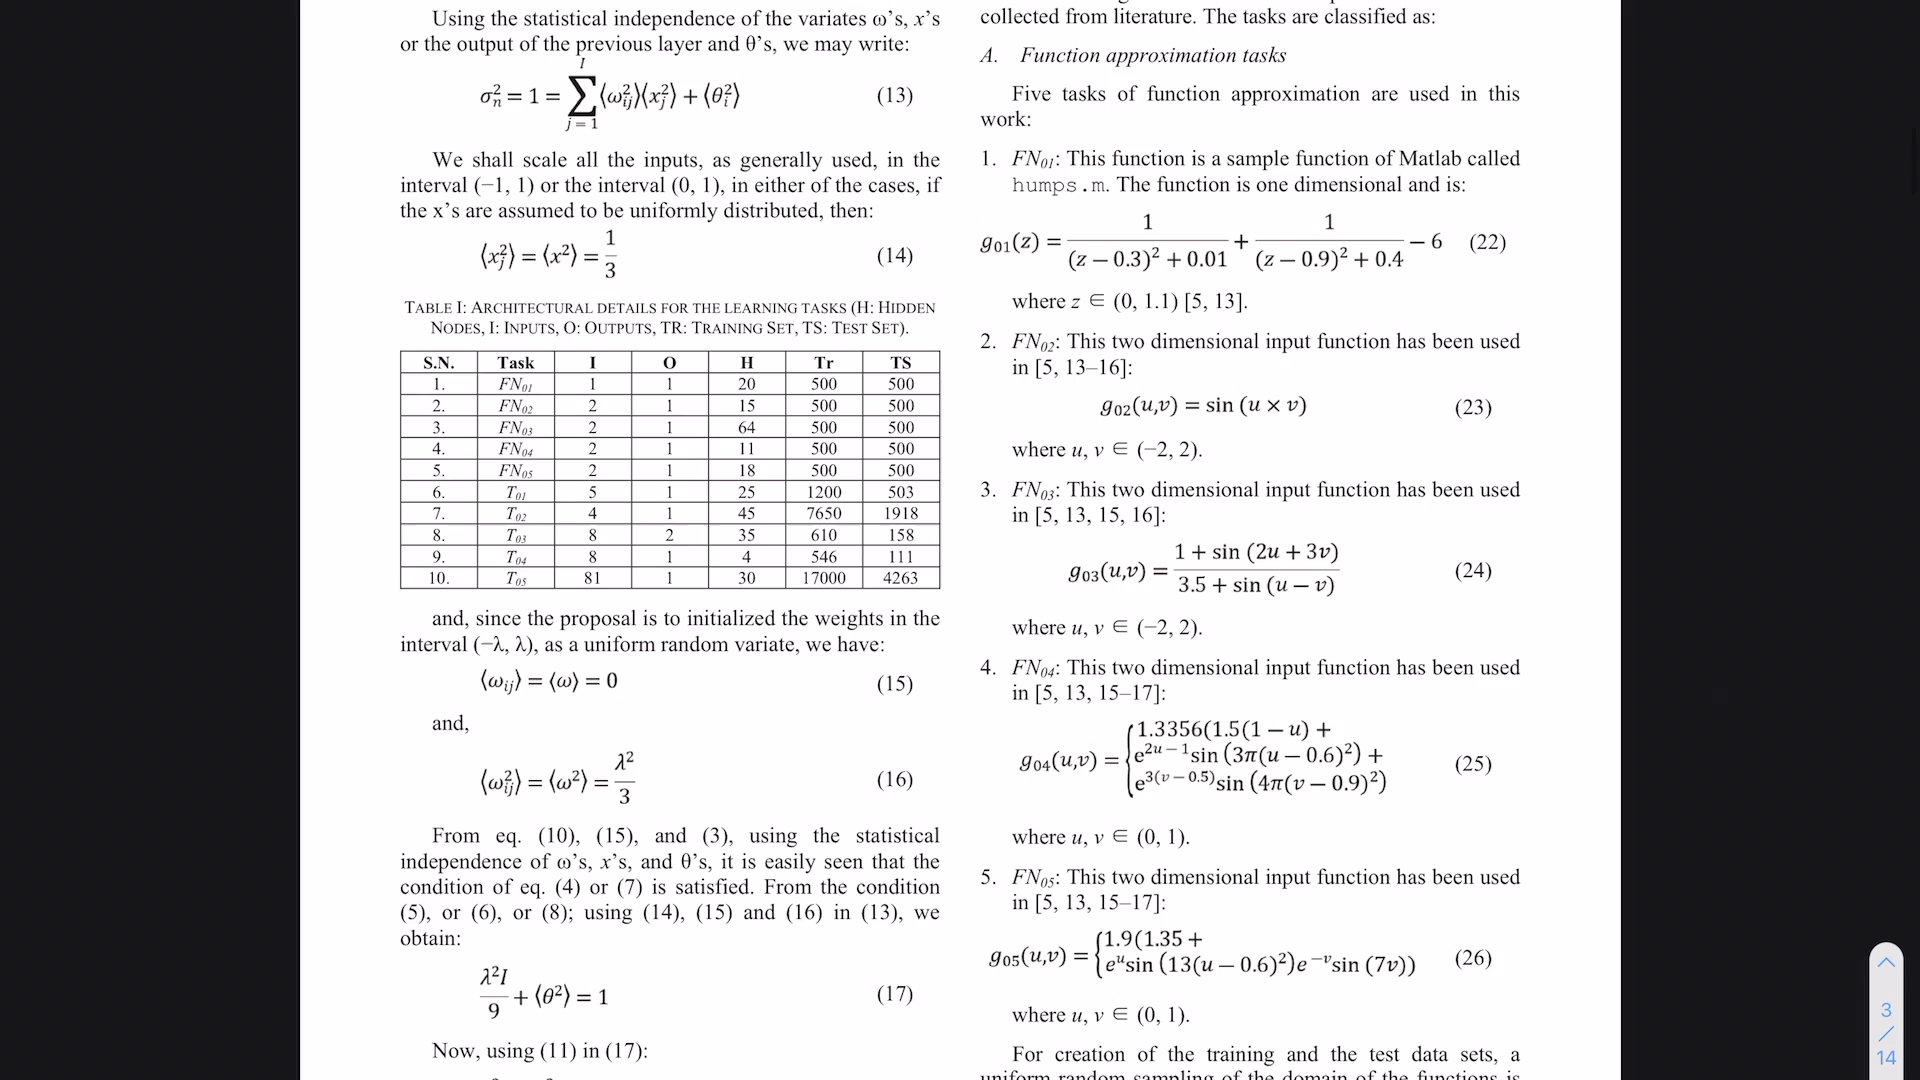 Using the statistical independence of the variates ω’s, x’s
or the output of the previous layer and θ’s, we may write:
σ²ₙ = 1 = ∑_{j = 1}^{I} ⟨ω²ᵢⱼ⟩⟨x²ⱼ⟩ + ⟨θ²ᵢ⟩ (13)
We shall scale all the inputs, as generally used, in the
interval (−1, 1) or the interval (0, 1), in either of the cases, if
the x’s are assumed to be uniformly distributed, then:
⟨x²ⱼ⟩ = ⟨x²⟩ = 1/3 (14)
TABLE I: ARCHITECTURAL DETAILS FOR THE LEARNING TASKS (H: HIDDEN
NODES, I: INPUTS, O: OUTPUTS, TR: TRAINING SET, TS: TEST SET).
S.N. Task I O H Tr TS
1. FN₀₁ 1 1 20 500 500
2. FN₀₂ 2 1 15 500 500
3. FN₀₃ 2 1 64 500 500
4. FN₀₄ 2 1 11 500 500
5. FN₀₅ 2 1 18 500 500
6. T₀₁ 5 1 25 1200 503
7. T₀₂ 4 1 45 7650 1918
8. T₀₃ 8 2 35 610 158
9. T₀₄ 8 1 4 546 111
10. T₀₅ 81 1 30 17000 4263
and, since the proposal is to initialized the weights in the
interval (−λ, λ), as a uniform random variate, we have:
⟨ωᵢⱼ⟩ = ⟨ω⟩ = 0 (15)
and,
⟨ω²ᵢⱼ⟩ = ⟨ω²⟩ = λ²/3 (16)
From eq. (10), (15), and (3), using the statistical
independence of ω’s, x’s, and θ’s, it is easily seen that the
condition of eq. (4) or (7) is satisfied. From the condition
(5), or (6), or (8); using (14), (15) and (16) in (13), we
obtain:
λ²I/9 + ⟨θ²⟩ = 1 (17)
Now, using (11) in (17):
collected from literature. The tasks are classified as:
A. Function approximation tasks
Five tasks of function approximation are used in this
work:
1. FN₀₁: This function is a sample function of Matlab called
humps.m. The function is one dimensional and is:
g₀₁(z) = 1/((z − 0.3)² + 0.01) + 1/((z − 0.9)² + 0.4) − 6 (22)
where z ∈ (0, 1.1) [5, 13].
2. FN₀₂: This two dimensional input function has been used
in [5, 13–16]:
g₀₂(u,v) = sin (u × v) (23)
where u, v ∈ (−2, 2).
3. FN₀₃: This two dimensional input function has been used
in [5, 13, 15, 16]:
g₀₃(u,v) = (1 + sin (2u + 3v))/(3.5 + sin (u − v)) (24)
where u, v ∈ (−2, 2).
4. FN₀₄: This two dimensional input function has been used
in [5, 13, 15–17]:
g₀₄(u,v) = {1.3356(1.5(1 − u) +
e^{2u − 1}sin (3π(u − 0.6)²) +
e^{3(v − 0.5)}sin (4π(v − 0.9)²) (25)
where u, v ∈ (0, 1).
5. FN₀₅: This two dimensional input function has been used
in [5, 13, 15–17]:
g₀₅(u,v) = {1.9(1.35 +
e^{u}sin (13(u − 0.6)²)e^{−v}sin (7v)) (26)
where u, v ∈ (0, 1).
For creation of the training and the test data sets, a
uniform random sampling of the domain of the functions is
3
/
14